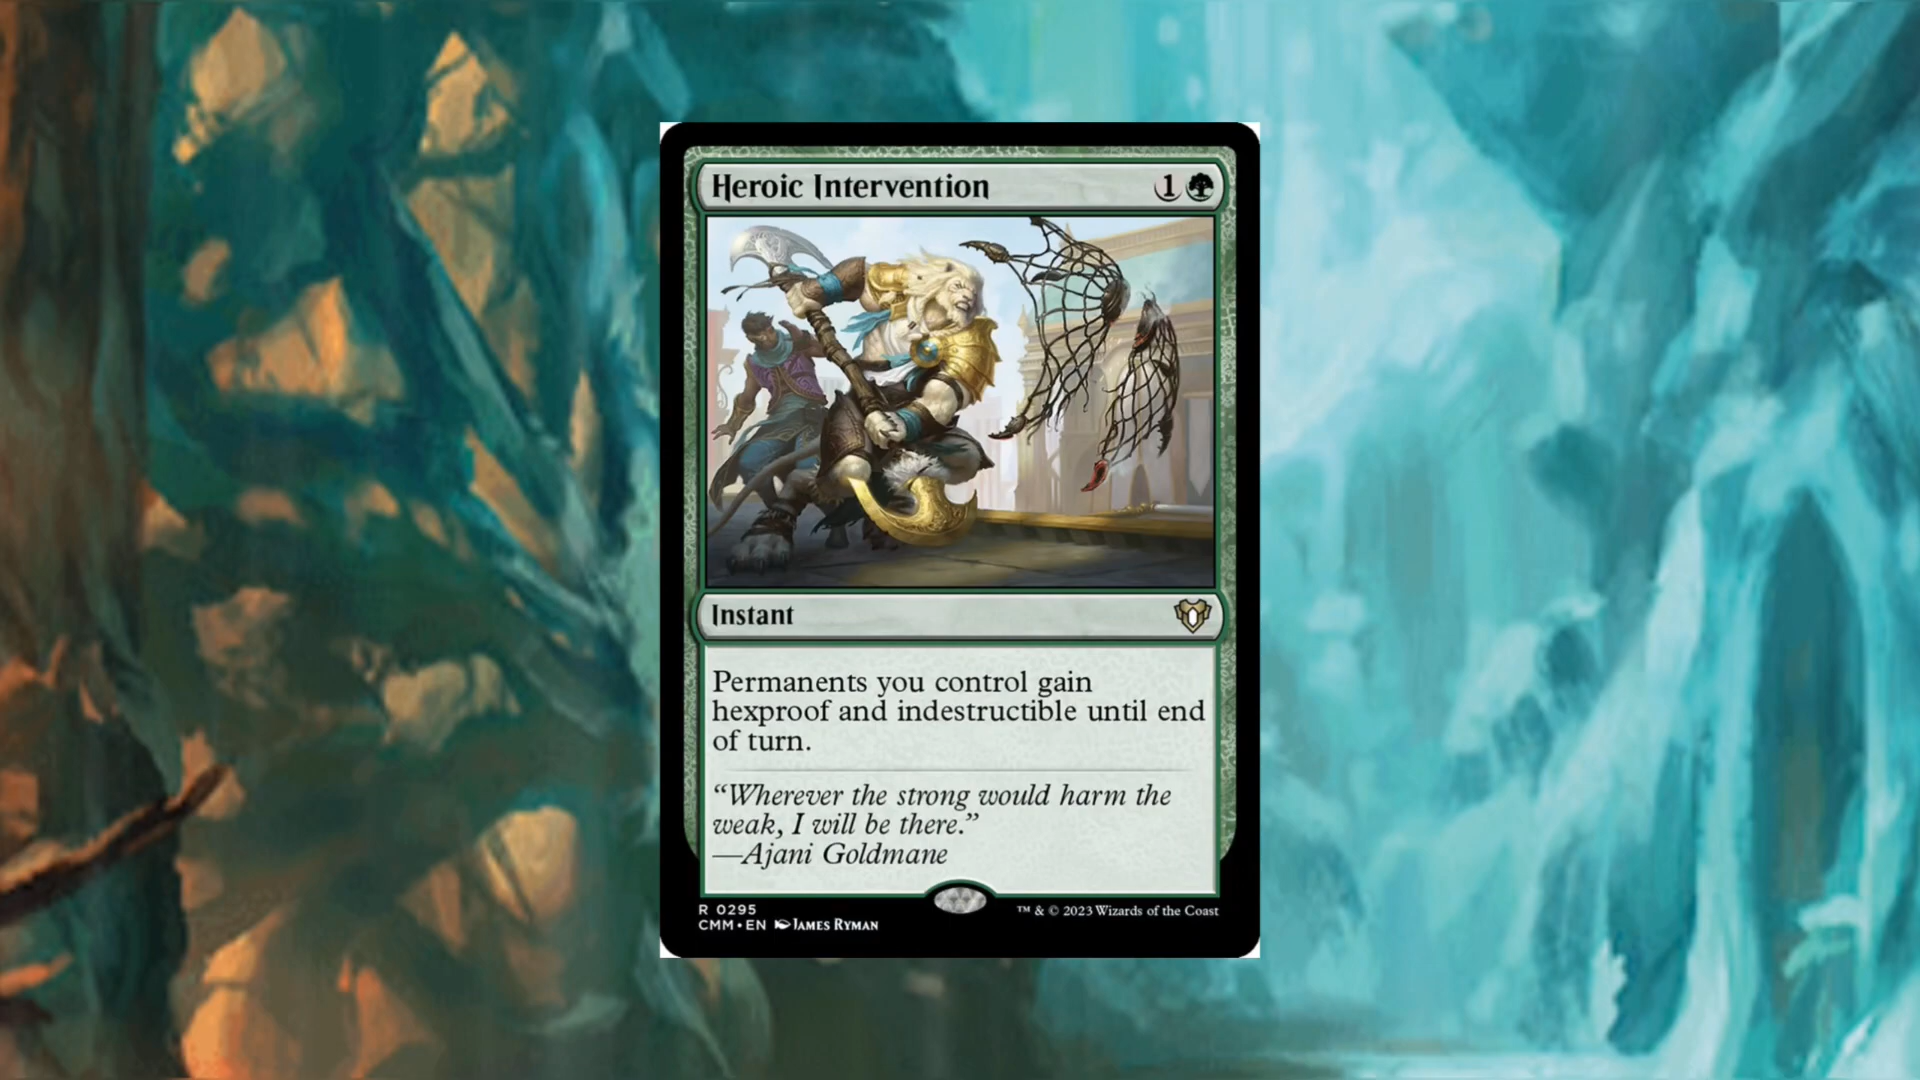 Heroic Intervention 1
Instant
Permanents you control gain
hexproof and indestructible until end
of turn.
“Wherever the strong would harm the
weak, I will be there.”
—Ajani Goldmane
R 0295
CMM • EN James Ryman
™ & © 2023 Wizards of the Coast